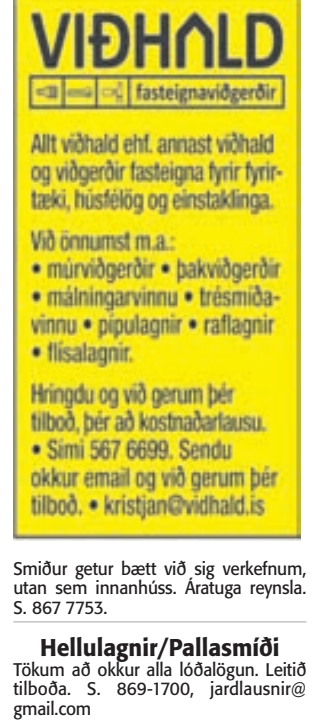 VIÐHALD
fasteignaviðgerðir
Allt viðhald ehf. annast viðhald
og viðgerðir fasteigna fyrir fyrir-
tæki, húsfélög og einstaklinga.
Við önnumst m.a.:
• múrviðgerðir • þakviðgerðir
• málningarvinnu • trésmíða-
vinnu • pípulagnir • raflagnir
• flísalagnir.
Hringdu og við gerum þér
tilboð, þér að kostnaðarlausu.
• Sími 567 6699. Sendu
okkur email og við gerum þér
tilboð. • kristjan@vidhald.is
Smiður getur bætt við sig verkefnum,
utan sem innanhúss. Áratuga reynsla.
S. 867 7753.
Hellulagnir/Pallasmíði
Tökum að okkur alla lóðalögun. Leitið
tilboða. S. 869-1700, jardlausnir@
gmail.com